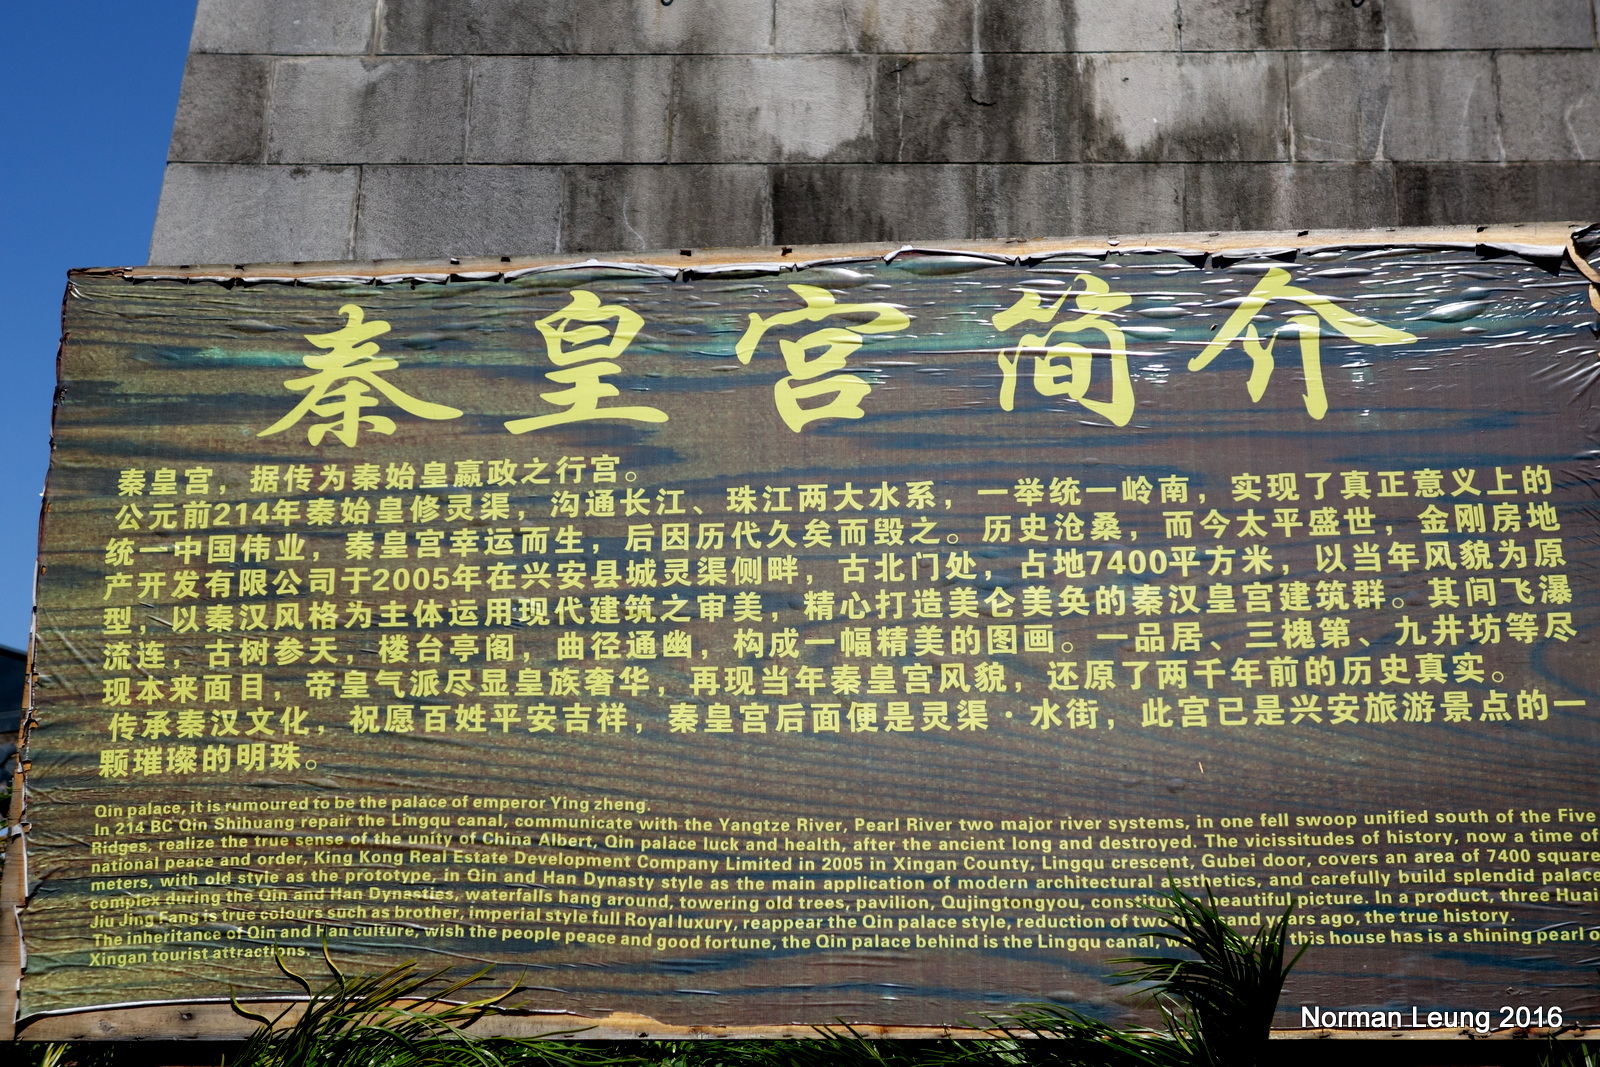 秦皇宫简介
秦皇宫，据传为秦始皇嬴政之行宫。
公元前214年秦始皇修灵渠，沟通长江、珠江两大水系，一举统一岭南，实现了真正意义上的
统一中国伟业，秦皇宫幸运而生，后因历代久矣而毁之。历史沧桑，而今太平盛世，金刚房地
产开发有限公司于2005年在兴安县城灵渠侧畔，古北门处，占地7400平方米，以当年风貌为原
型，以秦汉风格为主体运用现代建筑之审美，精心打造美仑美奂的秦汉皇宫建筑群。其间飞瀑
流连，古树参天，楼台亭阁，曲径通幽，构成一幅精美的图画。一品居、三槐第、九井坊等尽
现本来面目，帝皇气派尽显皇族奢华，再现当年秦皇宫风貌，还原了两千年前的历史真实。
传承秦汉文化，祝愿百姓平安吉祥，秦皇宫后面便是灵渠·水街，此宫已是兴安旅游景点的一
颗璀璨的明珠。
Qin palace, it is rumoured to be the palace of emperor Ying zheng.
In 214 BC Qin Shihuang repair the Lingqu canal, communicate with the Yangtze River, Pearl River two major river systems, in one fell swoop unified south of the Five
Ridges, realize the true sense of the unity of China Albert, Qin palace luck and health, after the ancient long and destroyed. The vicissitudes of history, now a time of
national peace and order, King Kong Real Estate Development Company Limited in 2005 in Xingan County, Lingqu crescent, Gubei door, covers an area of 7400 square
meters, with old style as the prototype, in Qin and Han Dynasty style as the main application of modern architectural aesthetics, and carefully build splendid palace
complex during the Qin and Han Dynasties, waterfalls hang around, towering old trees, pavilion, Qujingtongyou, constitute a beautiful picture. In a product, three Huai
Jiu Jing Fang is true colours such as brother, imperial style full Royal luxury, reappear the Qin palace style, reduction of two thousand years ago, the true history.
The inheritance of Qin and Han culture, wish the people peace and good fortune, the Qin palace behind is the Lingqu canal, this house has is a shining pearl o
Xingan tourist attractions.
Norman Leung 2016